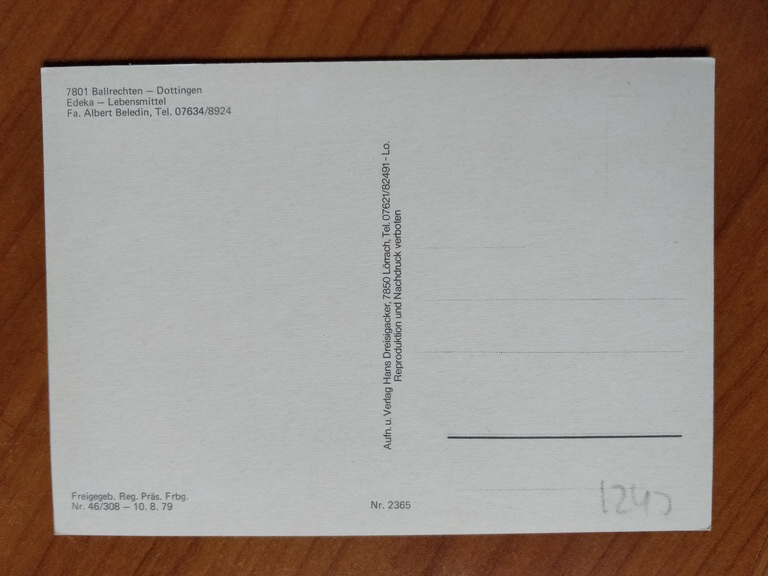 7801 Ballrechten – Dottingen
Edeka – Lebensmittel
Fa. Albert Beledin, Tel. 07634/8924
Aufn. u. Verlag Hans Dreisigacker, 7850 Lörrach, Tel. 07621/82491 - Lo.
Reproduktion und Nachdruck verboten
Freigegeb. Reg. Präs. Frbg.
Nr. 46/308 – 10. 8. 79
Nr. 2365